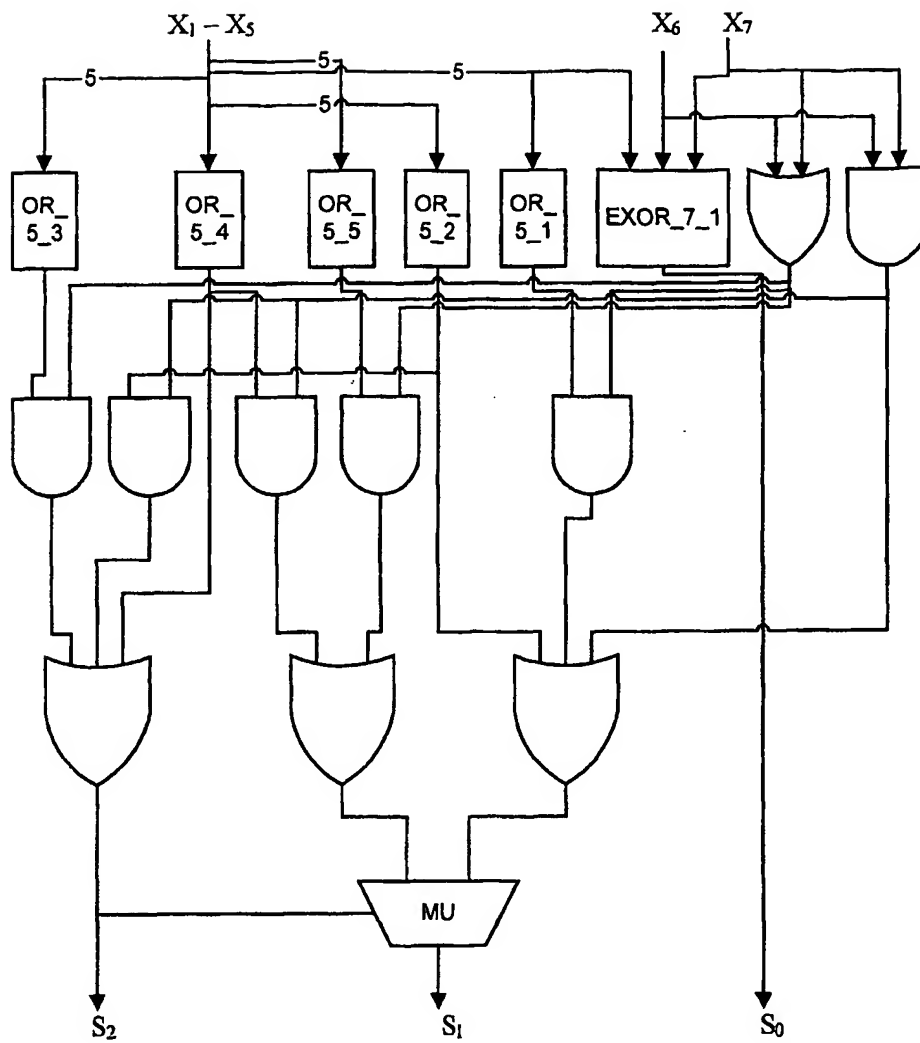 X₁ – X₅
X₆
X₇
5
5
5
5
OR_
5_3
OR_
5_4
OR_
5_5
OR_
5_2
OR_
5_1
EXOR_7_1
MU
S₂
S₁
S₀